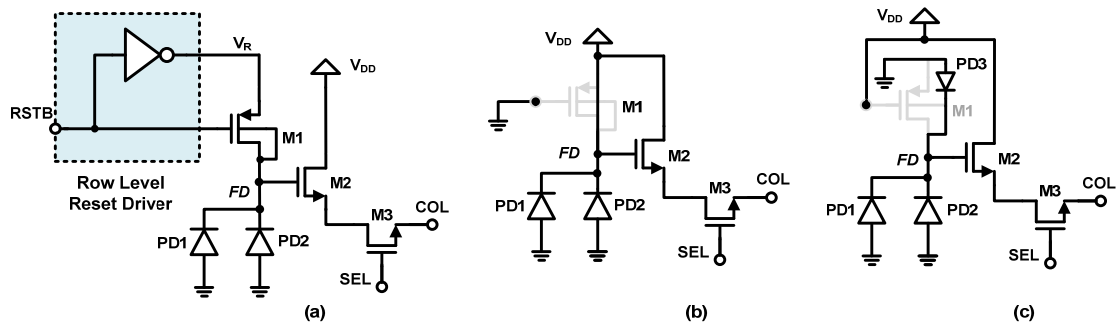 RSTB
V_R
V_DD
M1
FD
M2
Row Level
Reset Driver
PD1
PD2
M3
COL
SEL
(a)
V_DD
M1
FD
M2
PD1
PD2
M3
COL
SEL
(b)
V_DD
PD3
M1
FD
M2
PD1
PD2
M3
COL
SEL
(c)